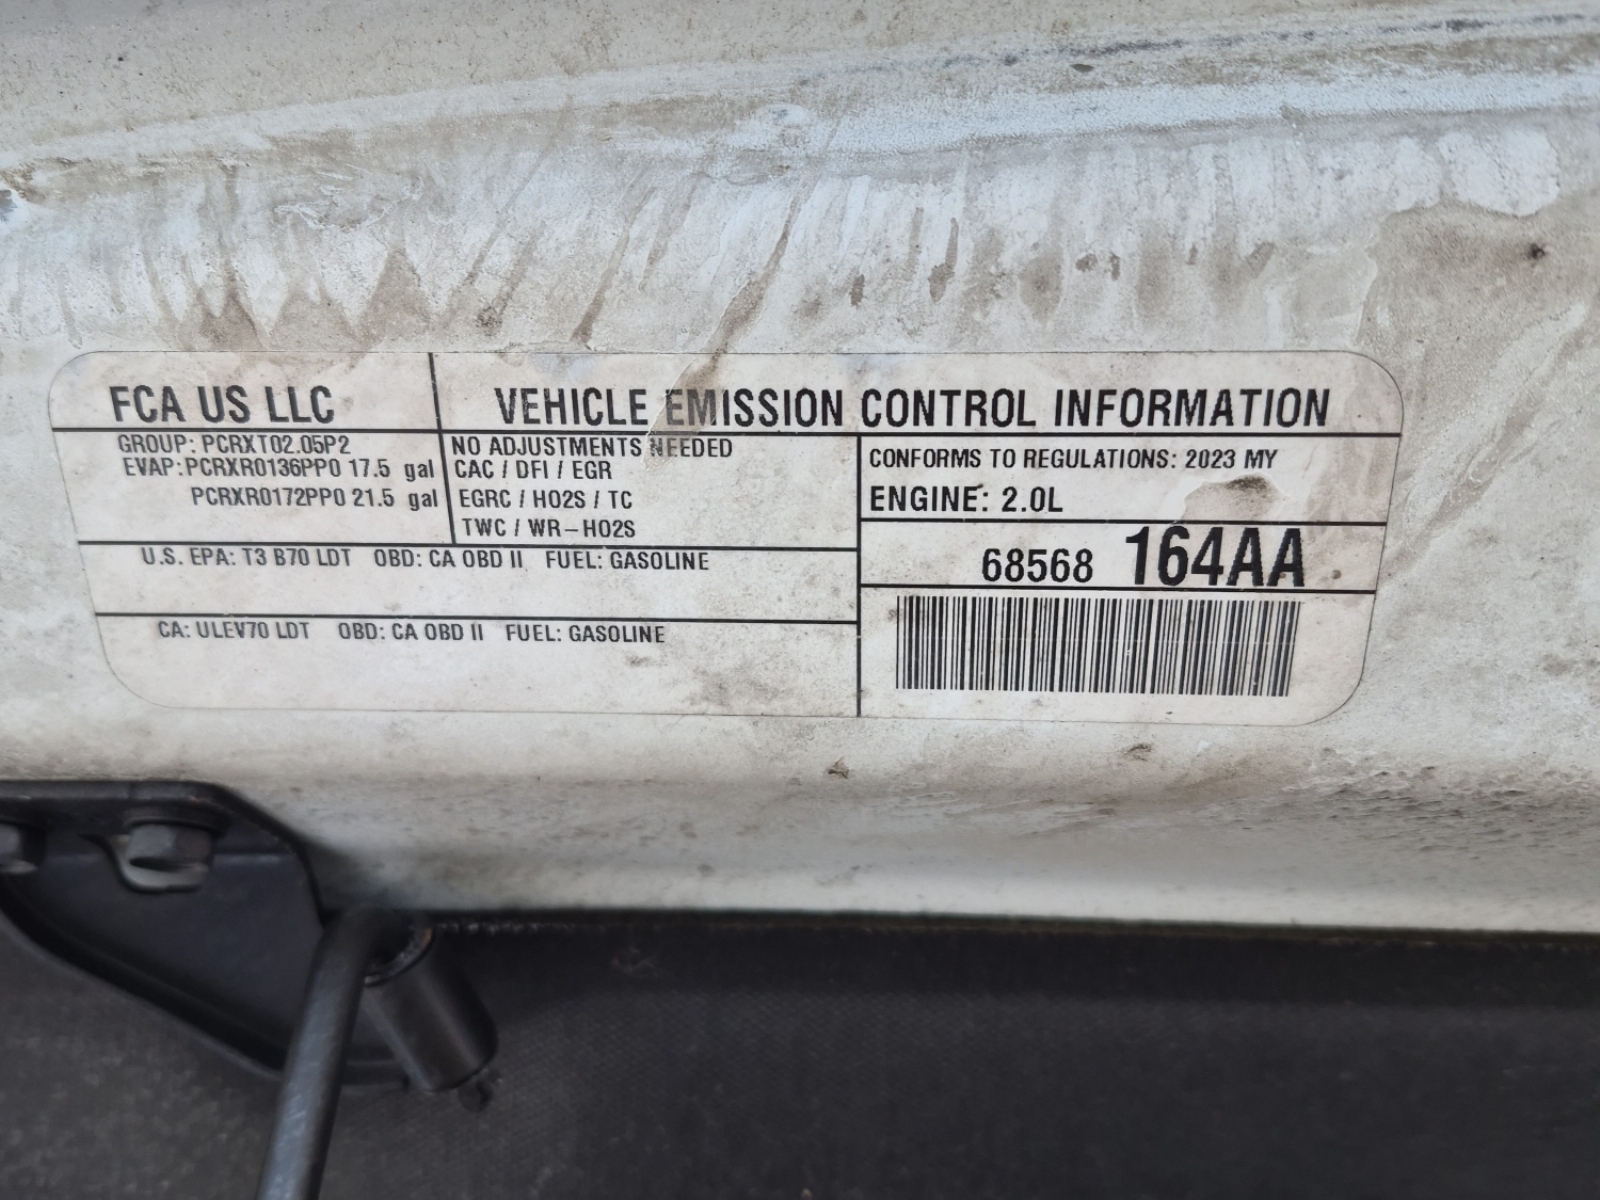 FCA US LLC
VEHICLE EMISSION CONTROL INFORMATION
GROUP: PCRXT02.05P2
EVAP: PCRXR0136PP0 17.5 gal
PCRXR0172PP0 21.5 gal
NO ADJUSTMENTS NEEDED
CAC / DFI / EGR
EGRC / HO2S / TC
TWC / WR-HO2S
CONFORMS TO REGULATIONS: 2023 MY
ENGINE: 2.0L
68568 164AA
U.S. EPA: T3 B70 LDT OBD: CA OBD II FUEL: GASOLINE
CA: ULEV70 LDT OBD: CA OBD II FUEL: GASOLINE